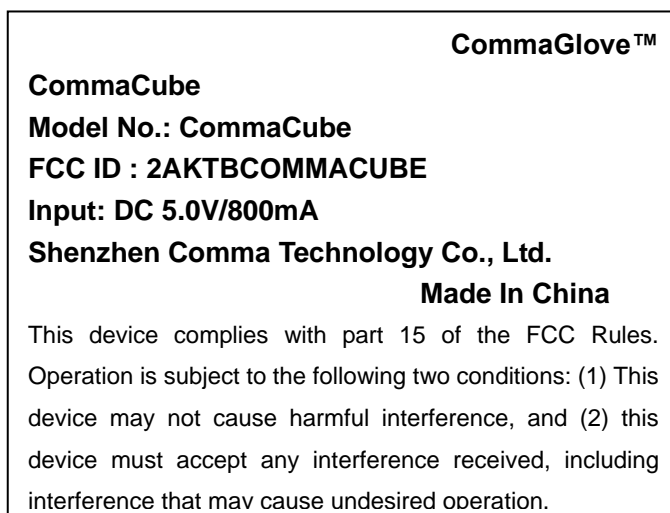 CommaGlove™
CommaCube
Model No.: CommaCube
FCC ID : 2AKTBCOMMACUBE
Input: DC 5.0V/800mA
Shenzhen Comma Technology Co., Ltd.
Made In China
This device complies with part 15 of the FCC Rules.
Operation is subject to the following two conditions: (1) This
device may not cause harmful interference, and (2) this
device must accept any interference received, including
interference that may cause undesired operation.